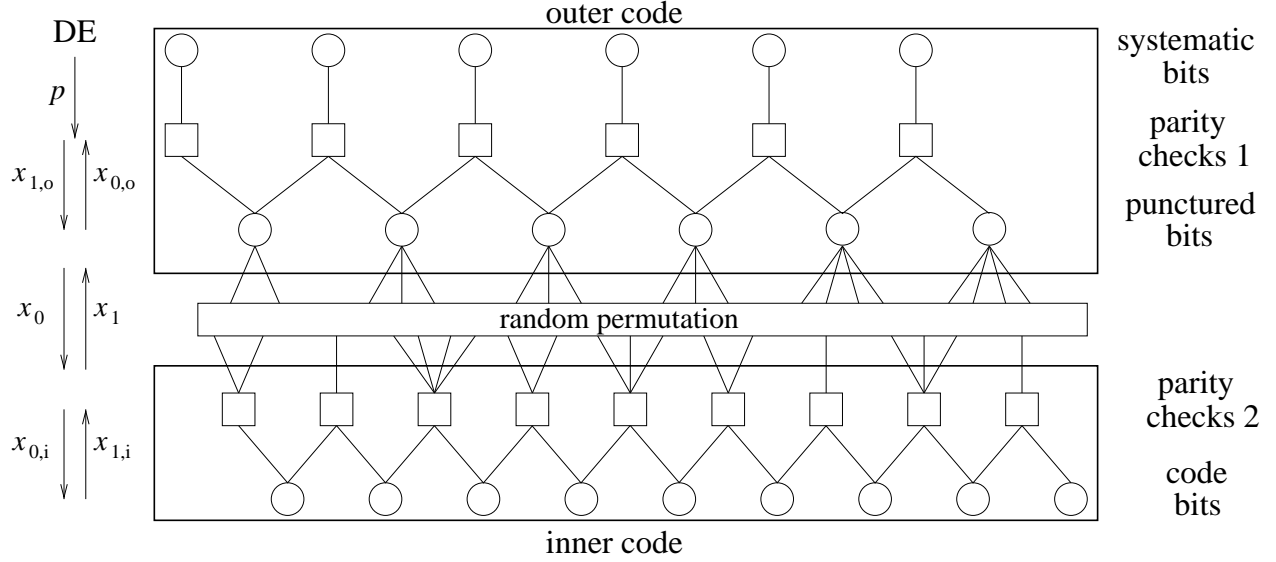 outer code
DE
systematic
bits
p
parity
checks 1
x1,o
x0,o
punctured
bits
x0
x1
random permutation
parity
checks 2
x0,i
x1,i
code
bits
inner code